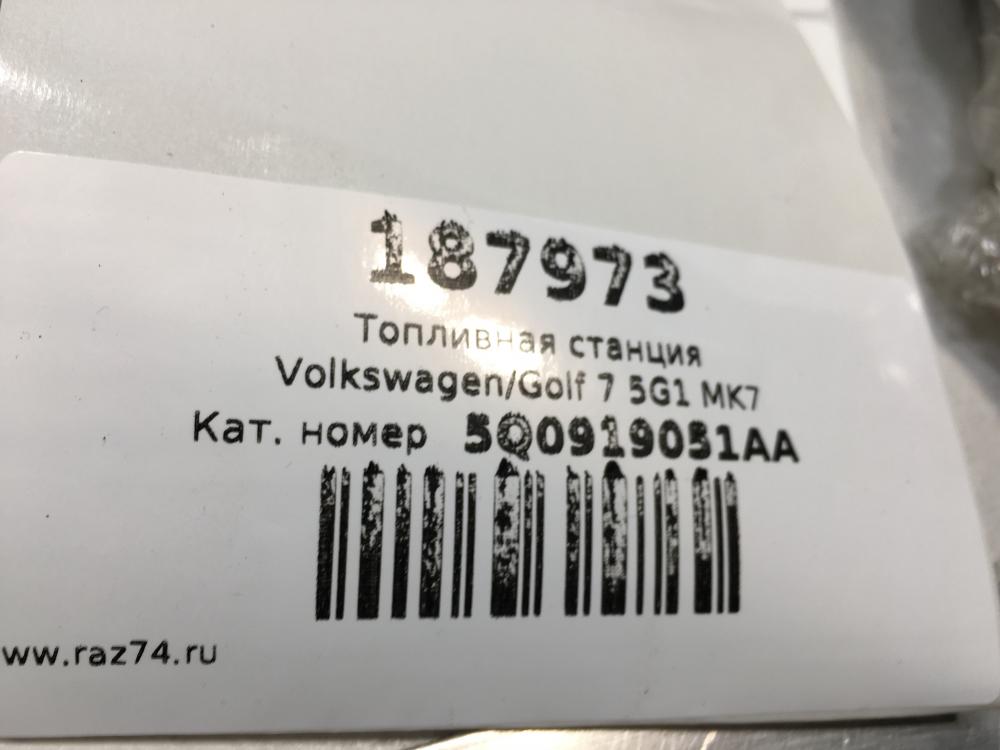 187973
Топливная станция
Volkswagen/Golf 7 5G1 MK7
Кат. номер 5Q0919051AA
ww.raz74.ru